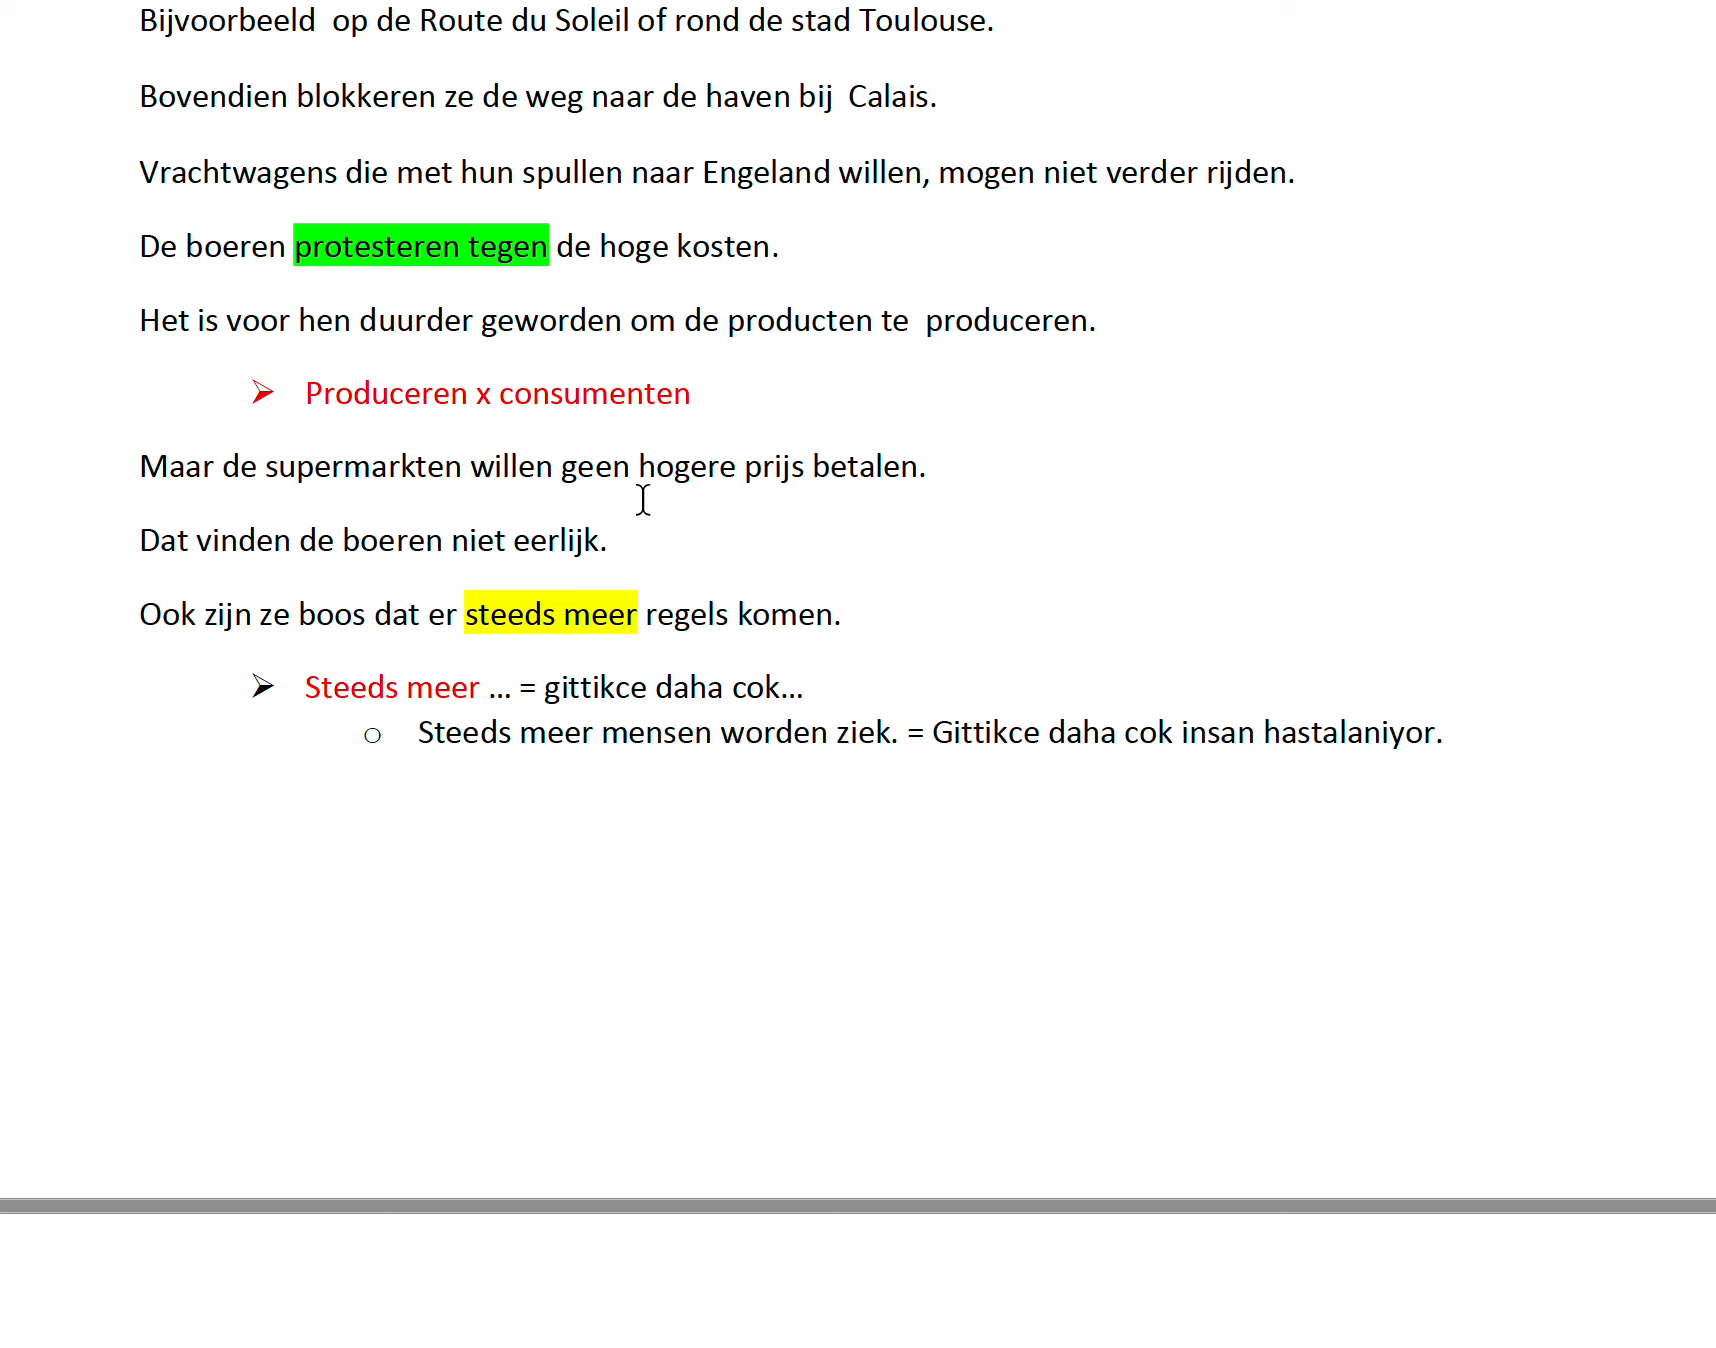 Bijvoorbeeld  op de Route du Soleil of rond de stad Toulouse.
Bovendien blokkeren ze de weg naar de haven bij  Calais.
Vrachtwagens die met hun spullen naar Engeland willen, mogen niet verder rijden.
De boeren protesteren tegen de hoge kosten.
Het is voor hen duurder geworden om de producten te  produceren.
➢ Produceren x consumenten
Maar de supermarkten willen geen hogere prijs betalen.
Dat vinden de boeren niet eerlijk.
Ook zijn ze boos dat er steeds meer regels komen.
➢ Steeds meer … = gittikce daha cok…
o Steeds meer mensen worden ziek. = Gittikce daha cok insan hastalaniyor.